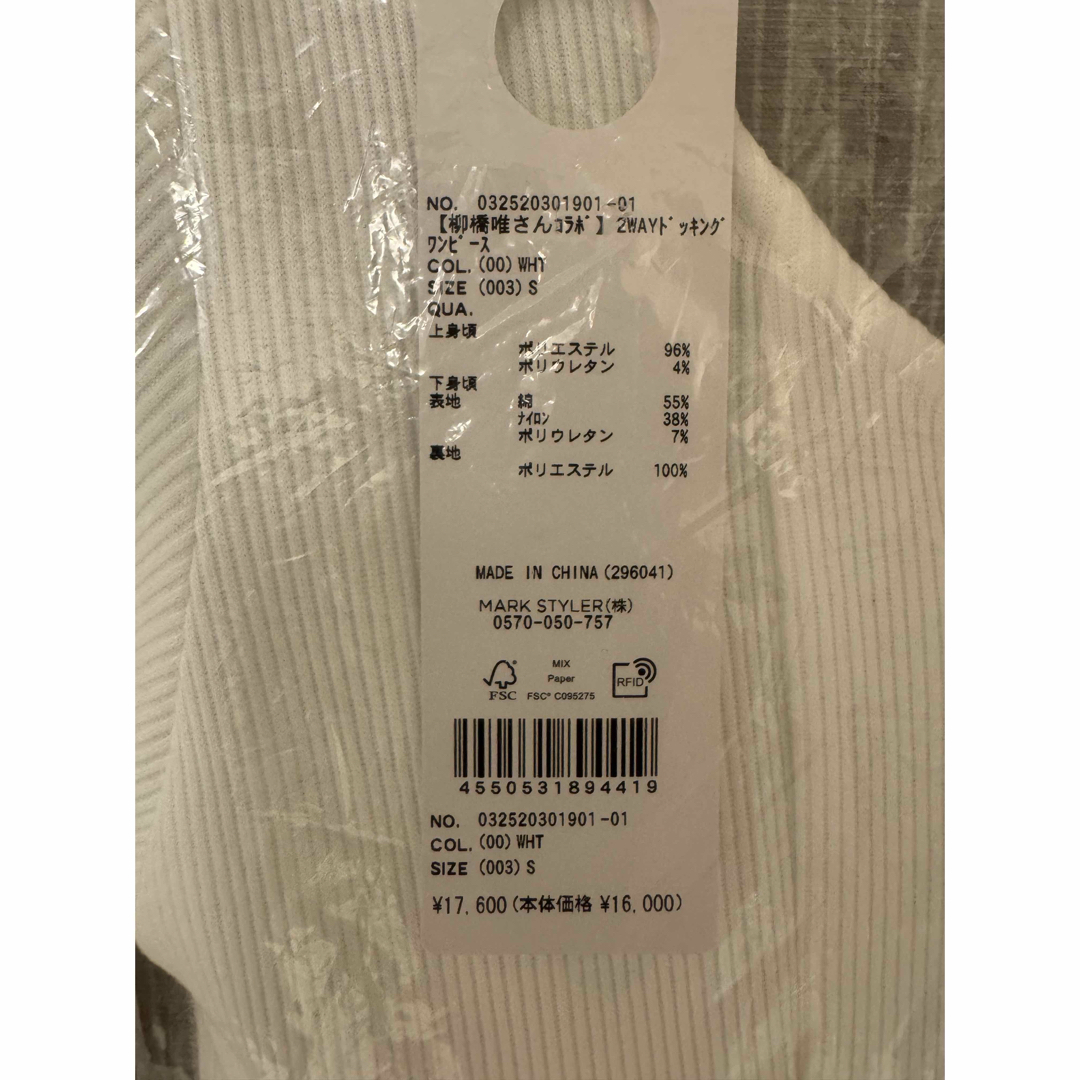 NO. 032520301901-01
【柳橋唯さんｺﾗﾎﾞ】2WAYﾄﾞッキング
ﾜﾝﾋﾟース
COL. (00) WHT
SIZE (003) S
QUA.
上身頃
ポリエステル 96%
ポリウレタン 4%
下身頃
表地 綿 55%
ﾅｲﾛﾝ 38%
ポリウレタン 7%
裏地
ポリエステル 100%
MADE IN CHINA (296041)
MARK STYLER(株)
0570-050-757
MIX
Paper
FSC FSC® C095275
RFID
4550531894419
NO. 032520301901-01
COL. (00) WHT
SIZE (003) S
¥17,600(本体価格 ¥16,000)